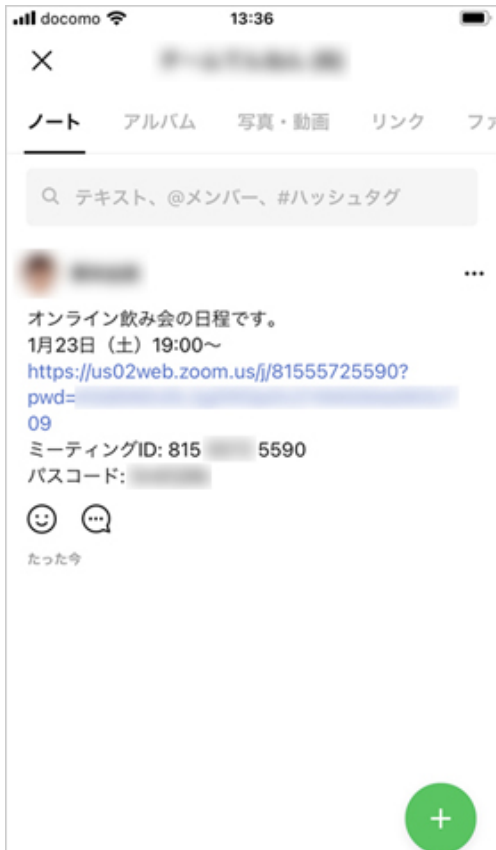 docomo 13:36
ノート アルバム 写真・動画 リンク ファ
テキスト、@メンバー、#ハッシュタグ
オンライン飲み会の日程です。
1月23日（土）19:00～
https://us02web.zoom.us/j/81555725590?
pwd=
09
ミーティングID: 815 5590
パスコード:
たった今